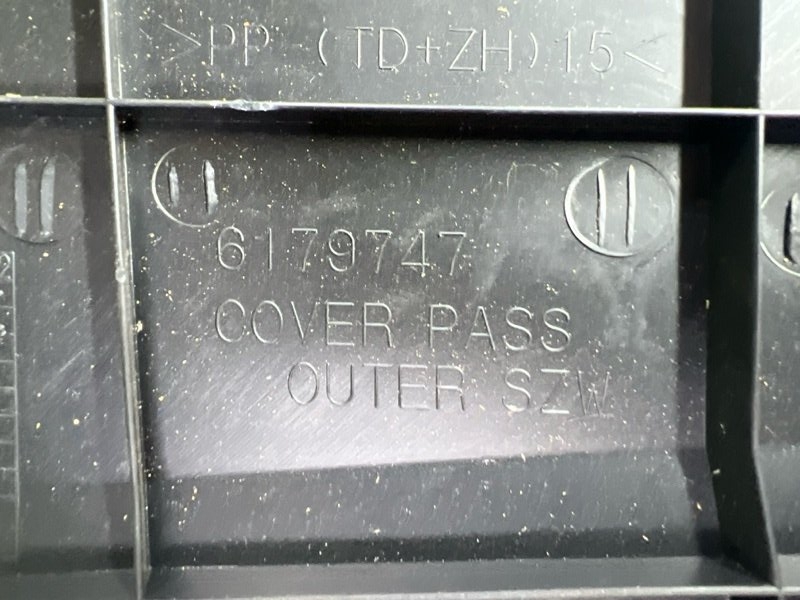 >PP-(TD+ZH)15<
6179747
COVER PASS
OUTER SZW